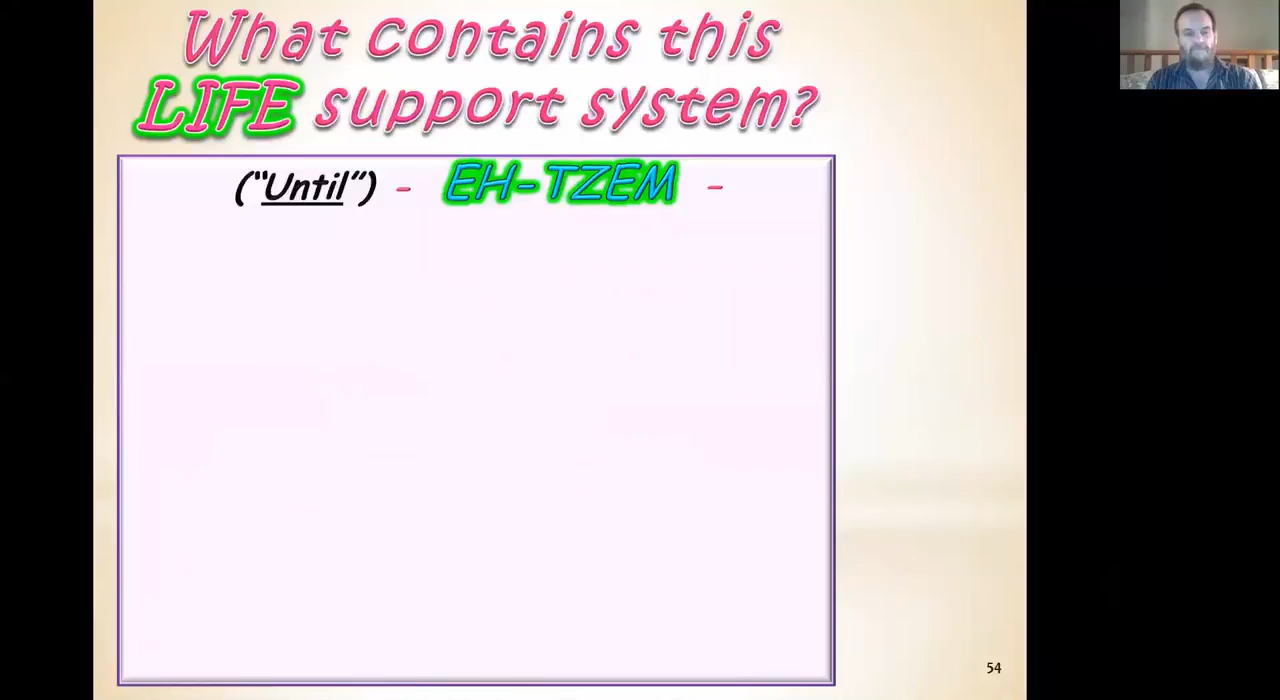 What contains this
LIFE support system?
("Until") - EH-TZEM -
54